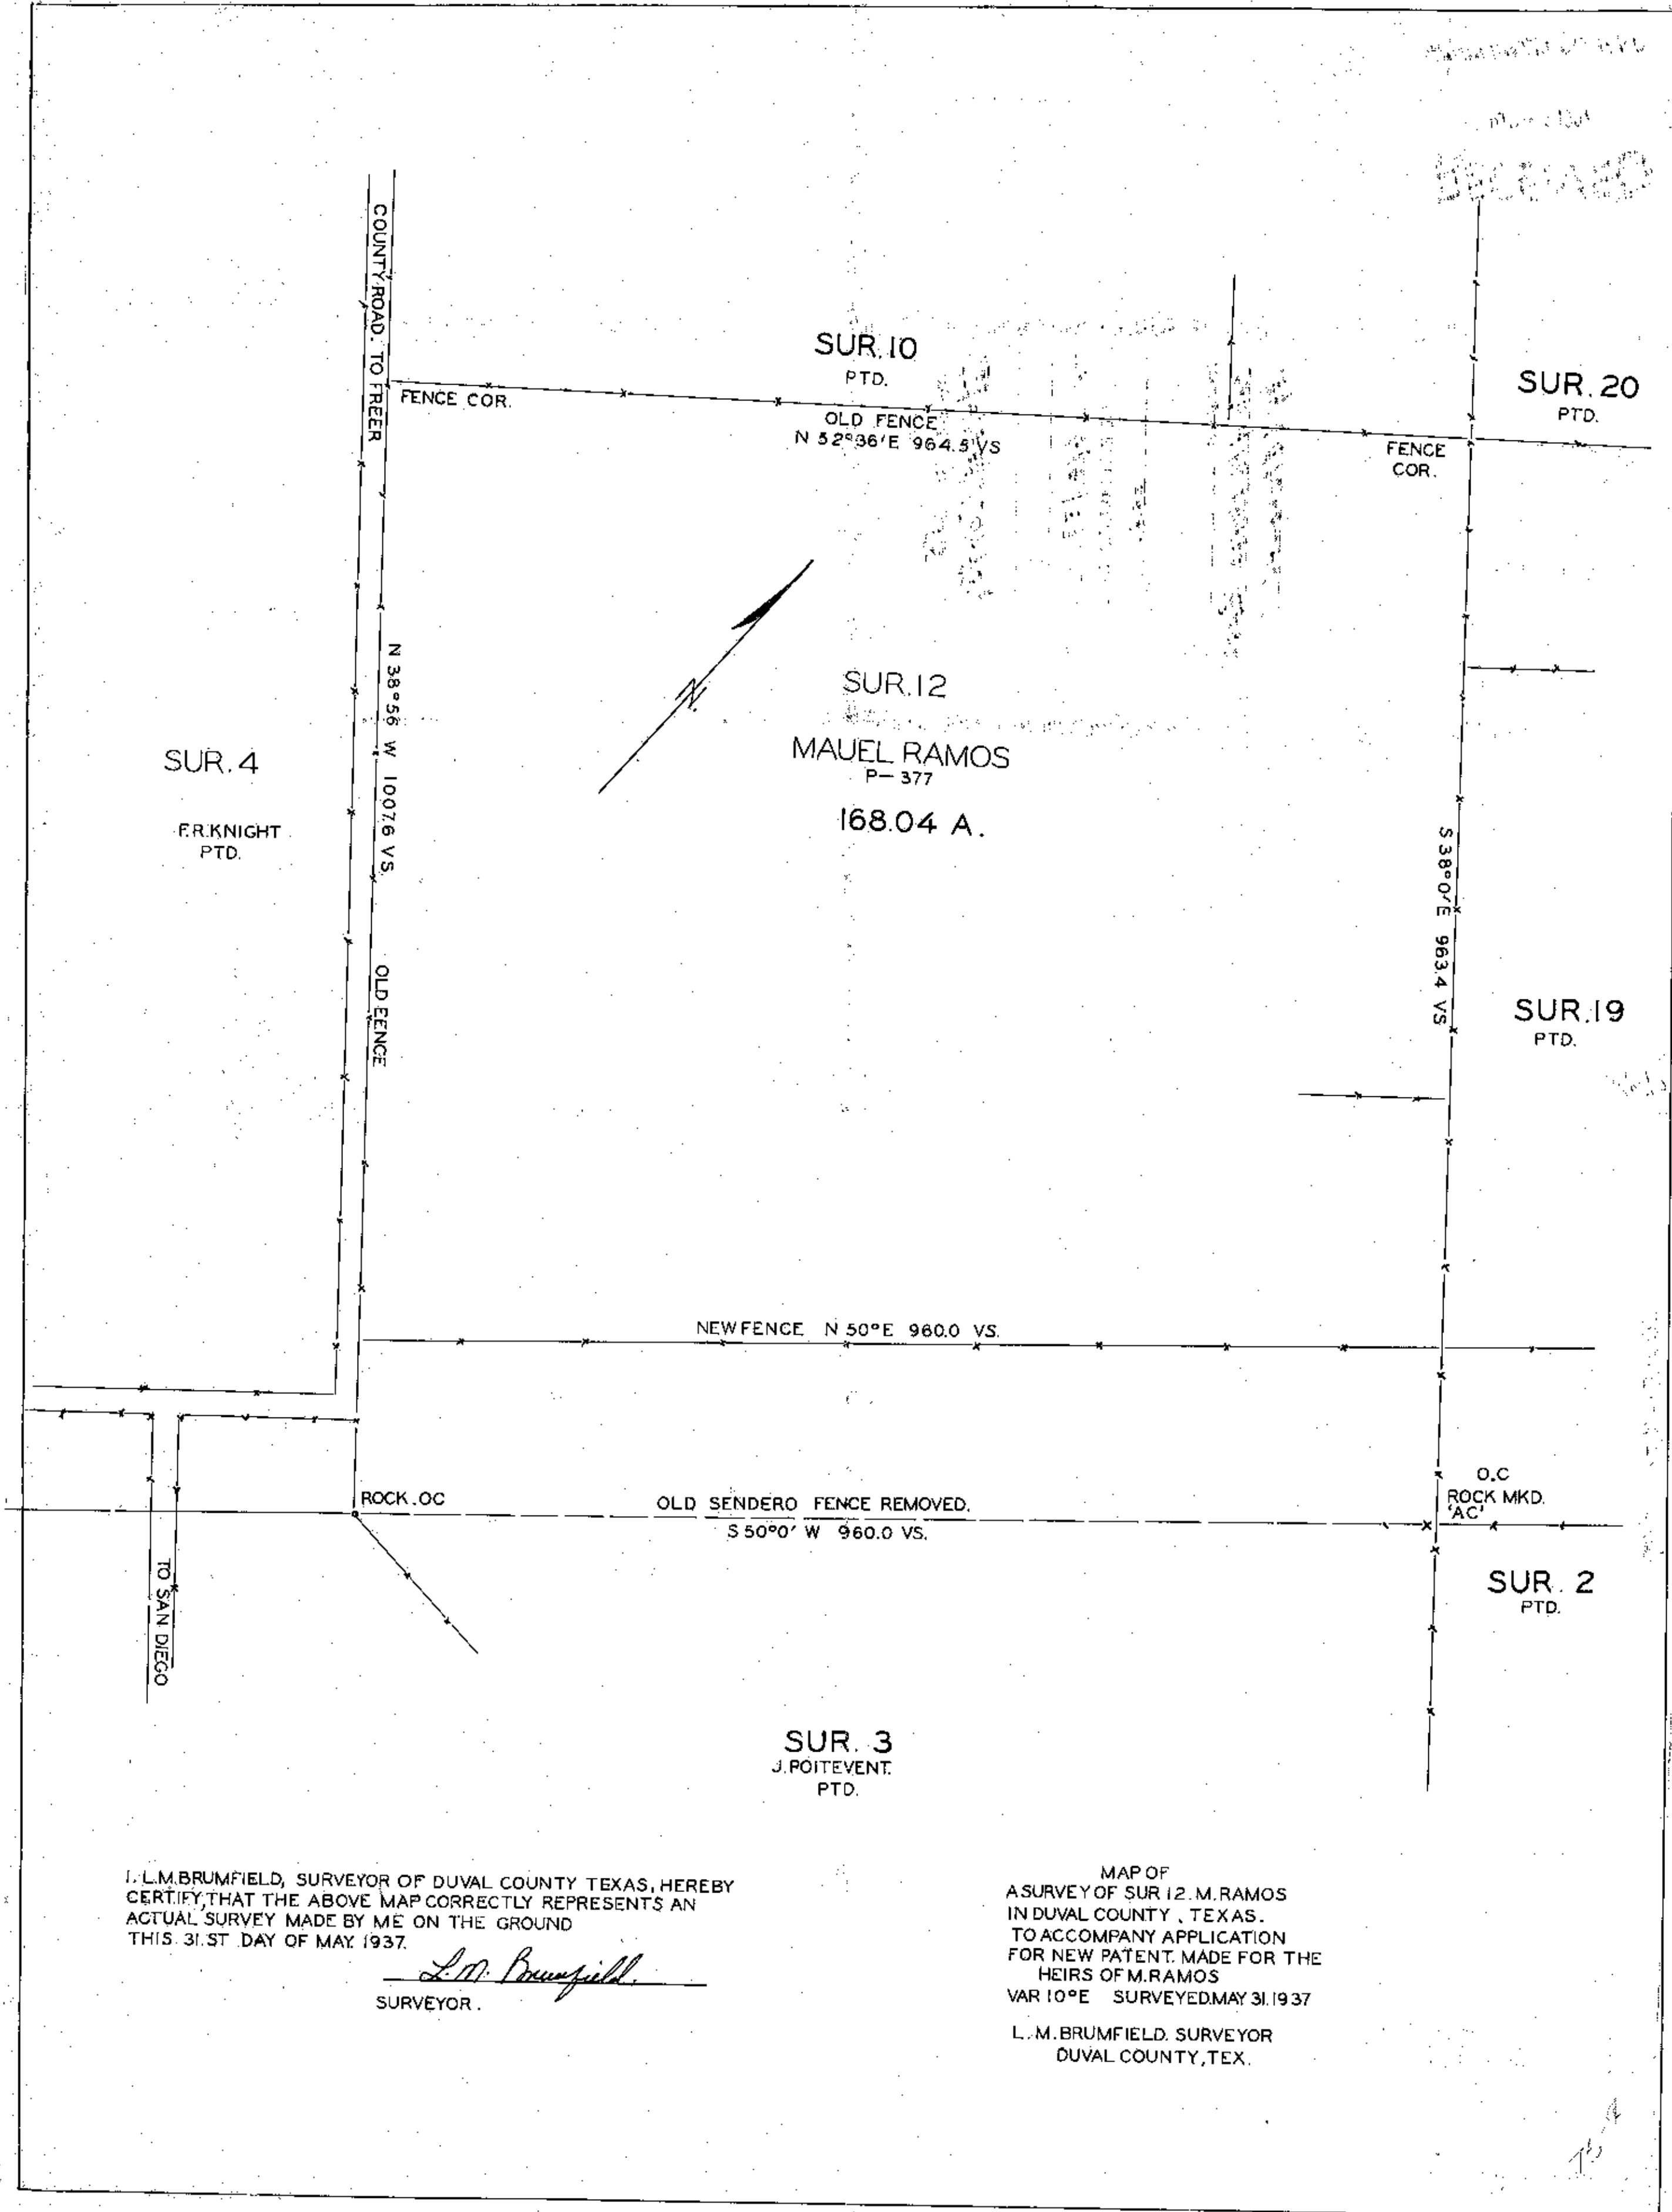 COUNTY ROAD. TO FREER
SUR. 10
PTD.
SUR. 20
PTD.
FENCE COR.
OLD FENCE
N 52°36'E 964.5 VS
FENCE
COR.
N 38°56 W 1007.6 VS.
OLD FENCE
N.
SUR. 12
MAUEL RAMOS
P-377
168.04 A.
SUR. 4
F.R. KNIGHT
PTD.
S 38°0'E 963.4 VS
SUR. 19
PTD.
NEW FENCE N 50°E 960.0 VS.
ROCK. OC
OLD SENDERO FENCE REMOVED.
S 50°0' W 960.0 VS.
O.C
ROCK MKD.
'AC'
TO SAN DIEGO
SUR. 2
PTD.
SUR. 3
J. POITEVENT.
PTD.
I. L.M. BRUMFIELD, SURVEYOR OF DUVAL COUNTY TEXAS, HEREBY
CERTIFY, THAT THE ABOVE MAP CORRECTLY REPRESENTS AN
ACTUAL SURVEY MADE BY ME ON THE GROUND
THIS 31.ST DAY OF MAY 1937.
L.M. Brumfield.
SURVEYOR.
MAP OF
A SURVEY OF SUR 12. M. RAMOS
IN DUVAL COUNTY, TEXAS.
TO ACCOMPANY APPLICATION
FOR NEW PATENT. MADE FOR THE
HEIRS OF M. RAMOS
VAR 10°E SURVEYED MAY 31. 1937
L. M. BRUMFIELD. SURVEYOR
DUVAL COUNTY, TEX.